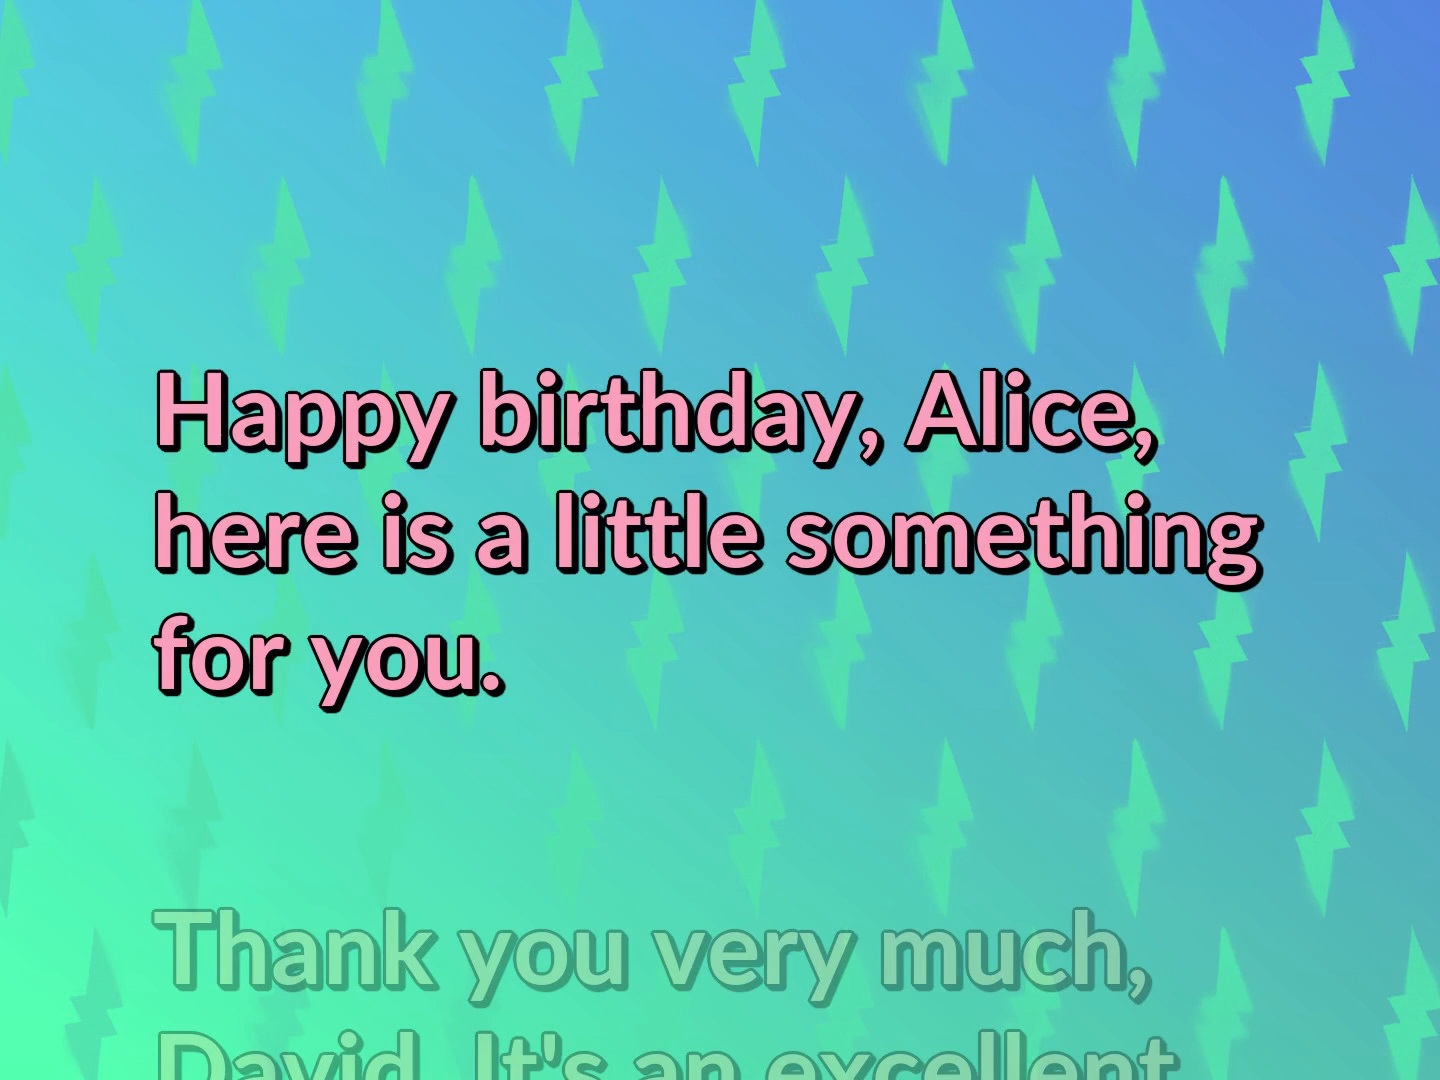 Happy birthday, Alice,
here is a little something
for you.
Thank you very much,
David. It's an excellent